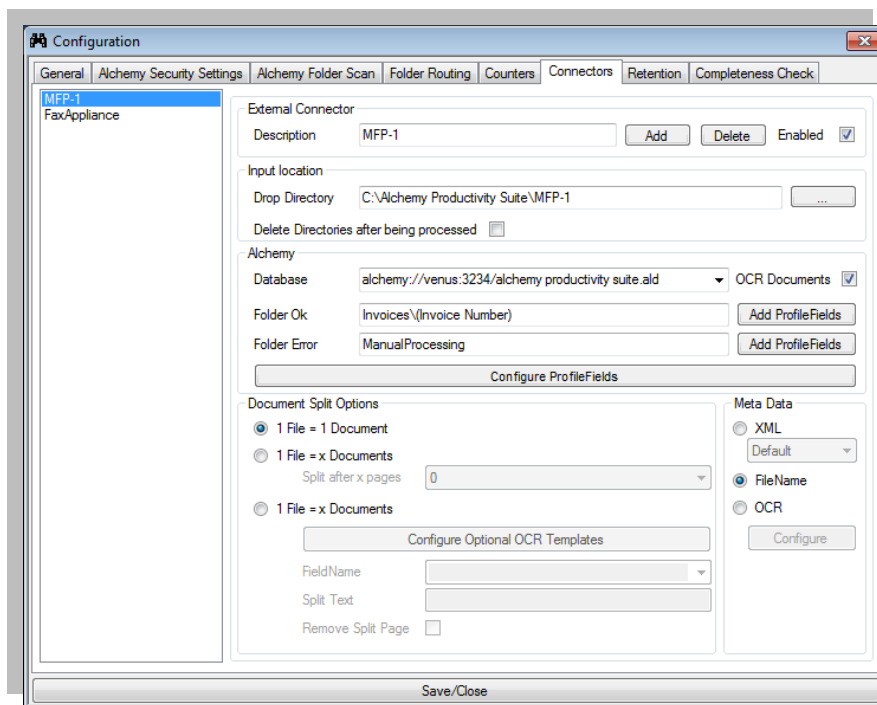 Configuration
General Alchemy Security Settings Alchemy Folder Scan Folder Routing Counters Connectors Retention Completeness Check
MFP-1
FaxAppliance
External Connector
Description MFP-1 Add Delete Enabled
Input location
Drop Directory C:\Alchemy Productivity Suite\MFP-1 ...
Delete Directories after being processed
Alchemy
Database alchemy://venus:3234/alchemy productivity suite.ald OCR Documents
Folder Ok Invoices\(Invoice Number) Add ProfileFields
Folder Error ManualProcessing Add ProfileFields
Configure ProfileFields
Document Split Options
1 File = 1 Document
1 File = x Documents
Split after x pages 0
1 File = x Documents
Configure Optional OCR Templates
FieldName
Split Text
Remove Split Page
Meta Data
XML
Default
FileName
OCR
Configure
Save/Close